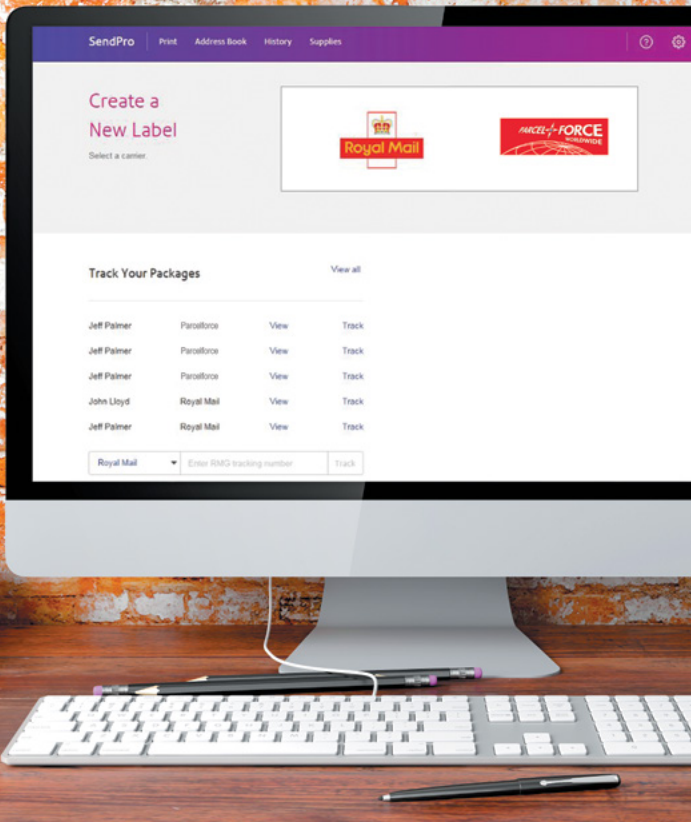 SendPro Print Address Book History Supplies
Create a
New Label
Select a carrier.
Royal Mail
PARCEL FORCE
WORLDWIDE
Track Your Packages View all
Jeff Palmer Parcelforce View Track
Jeff Palmer Parcelforce View Track
Jeff Palmer Parcelforce View Track
John Lloyd Royal Mail View Track
Jeff Palmer Royal Mail View Track
Royal Mail Enter RMG tracking number Track